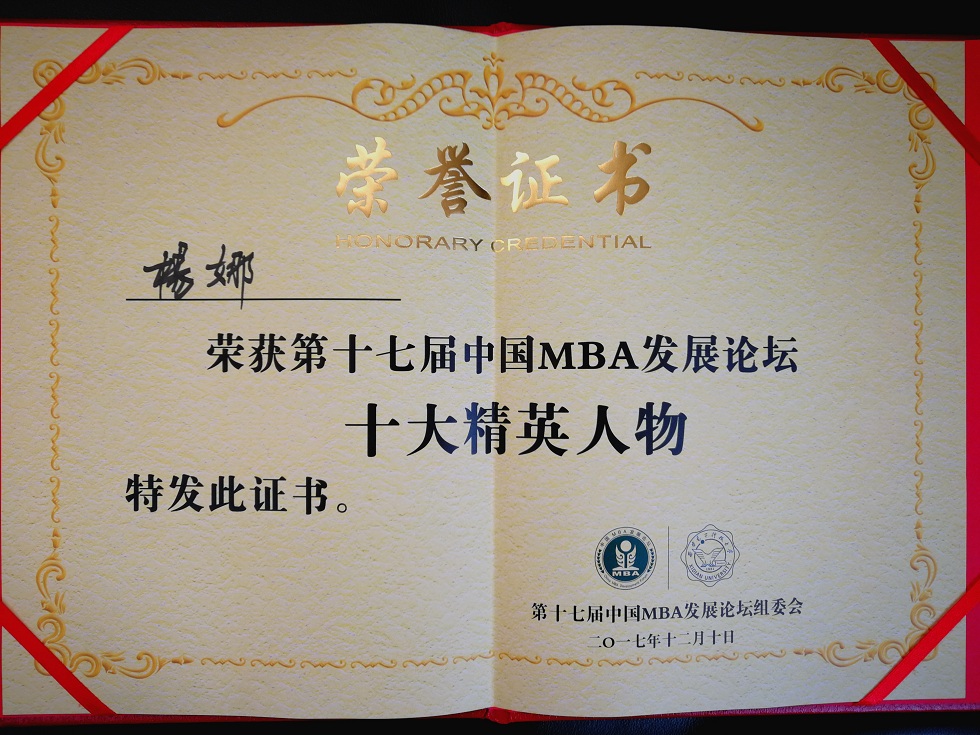 荣誉证书
HONORARY CREDENTIAL
楊娜
荣获第十七届中国MBA发展论坛
十大精英人物
特发此证书。
MBA
XIDIAN UNIVERSITY
第十七届中国MBA发展论坛组委会
二〇一七年十二月十日